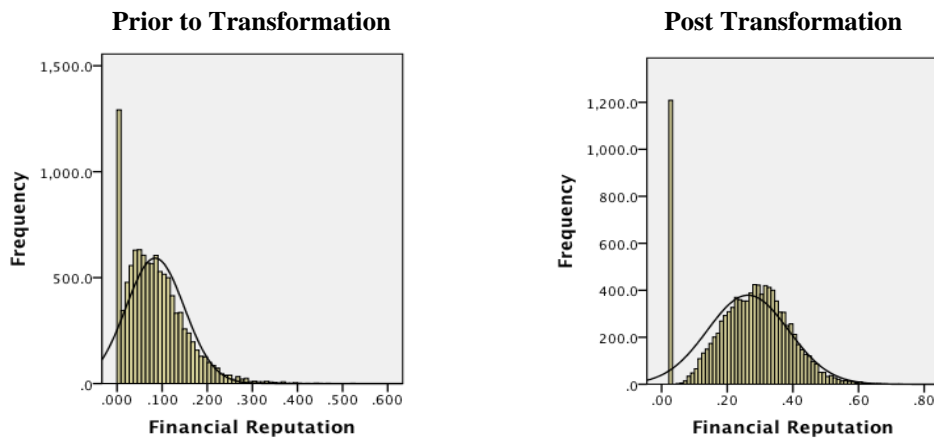 Prior to Transformation
1,500.0
1,000.0
500.0
.0
Frequency
.000 .100 .200 .300 .400 .500 .600
Financial Reputation
Post Transformation
1,200.0
1,000.0
800.0
600.0
400.0
200.0
.0
Frequency
.00 .20 .40 .60 .80
Financial Reputation